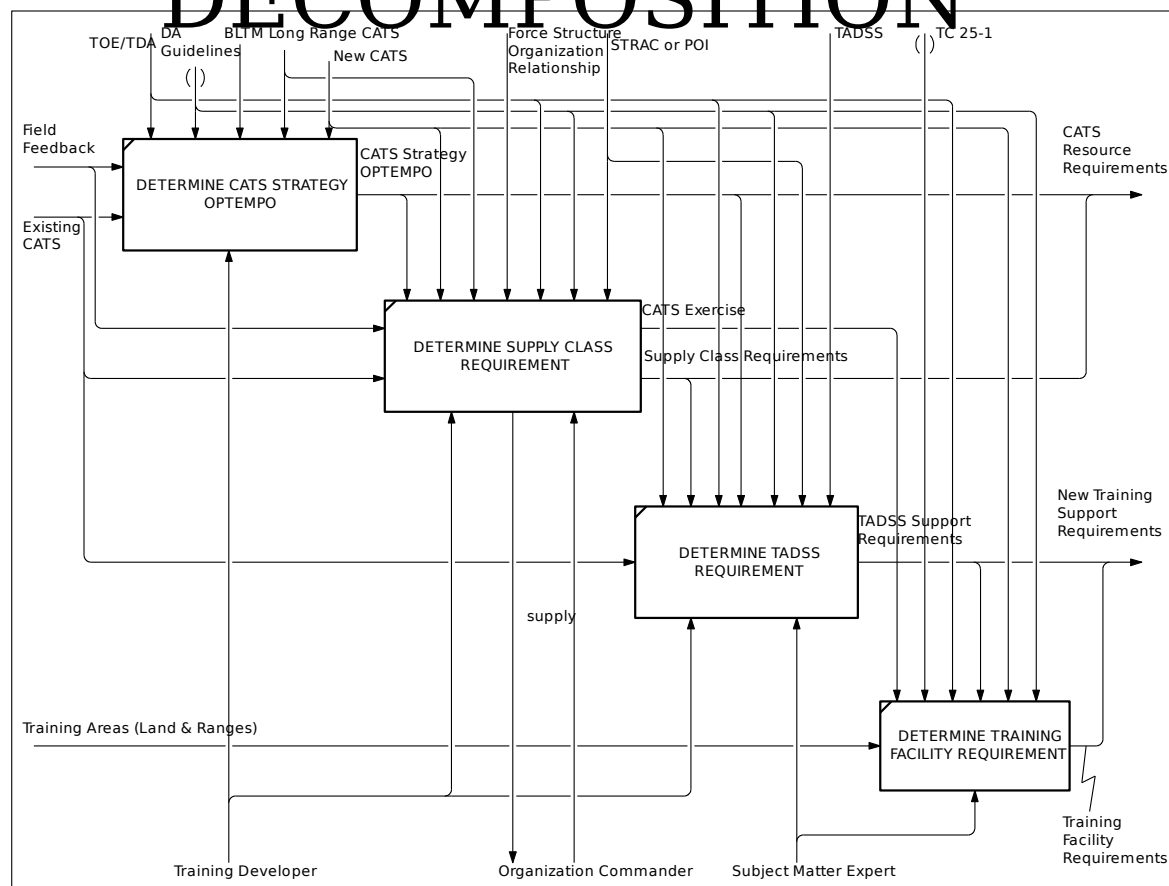 DECOMPOSITION
TOE/TDA
DA
Guidelines
BLTM
Long Range CATS
New CATS
Force Structure
Organization
Relationship
STRAC or POI
TADSS
TC 25-1
( )
( )
Field
Feedback
Existing
CATS
DETERMINE CATS STRATEGY
OPTEMPO
CATS Strategy
OPTEMPO
CATS
Resource
Requirements
DETERMINE SUPPLY CLASS
REQUIREMENT
CATS Exercise
Supply Class Requirements
DETERMINE TADSS
REQUIREMENT
TADSS Support
Requirements
New Training
Support
Requirements
supply
Training Areas (Land & Ranges)
DETERMINE TRAINING
FACILITY REQUIREMENT
Training
Facility
Requirements
Training Developer
Organization Commander
Subject Matter Expert